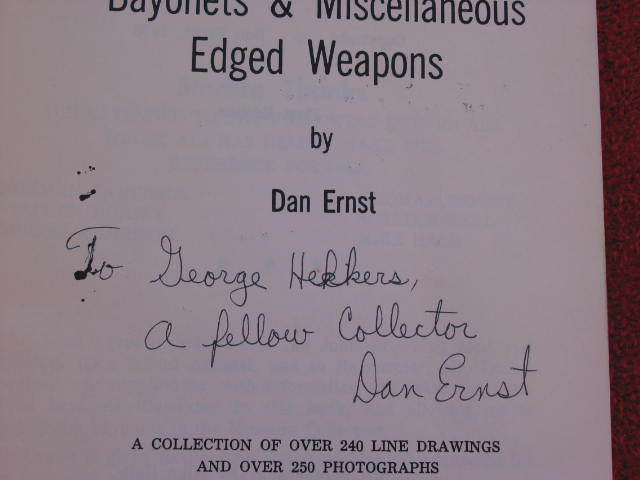 Bayonets & Miscellaneous
Edged Weapons
by
Dan Ernst
To George Hekkers,
A fellow Collector
Dan Ernst
A COLLECTION OF OVER 240 LINE DRAWINGS
AND OVER 250 PHOTOGRAPHS